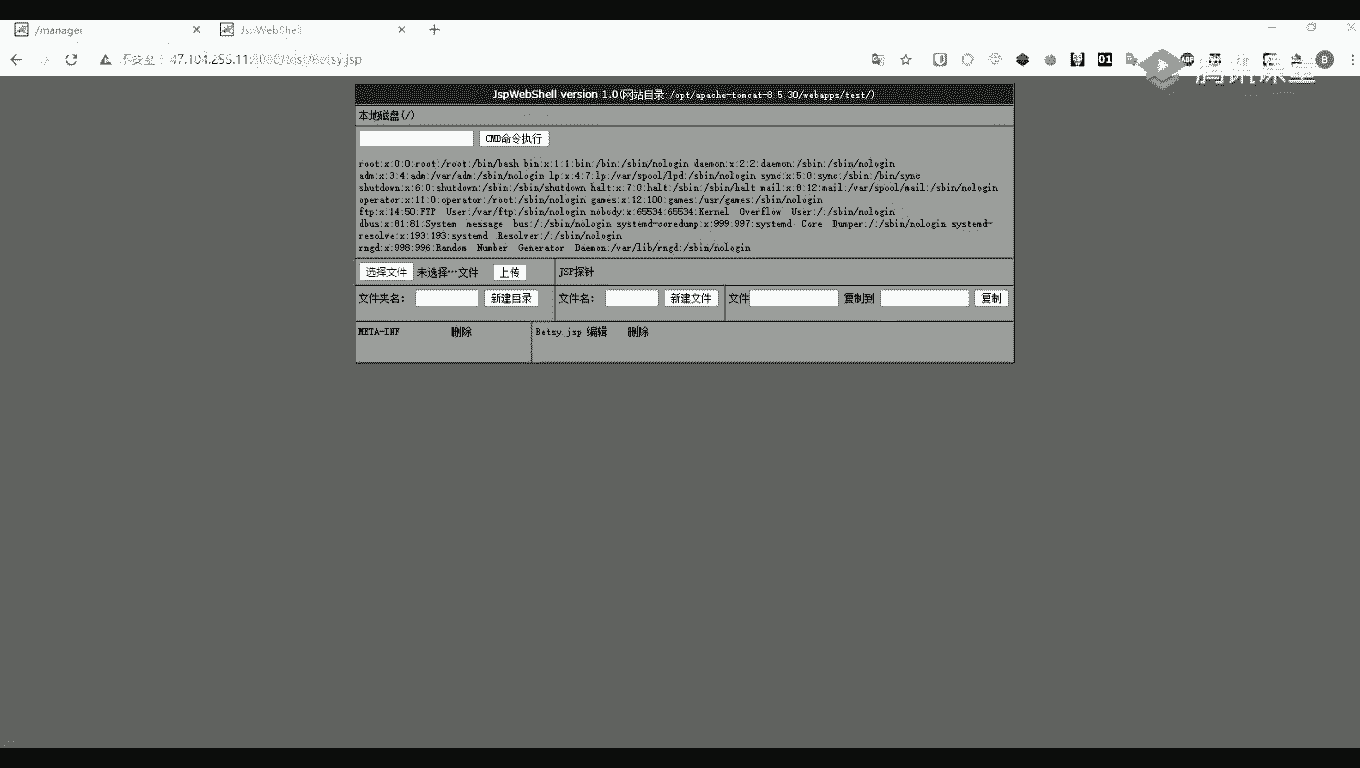 /manager
JspWebShell
47.104.255.11
JspWebShell version 1.0(网站目录:/opt/apache-tomcat-8.5.30/webapps/test/)
本地磁盘(/)
CMD命令执行
root:x:0:0:root:/root:/bin/bash bin:x:1:1:bin:/bin:/sbin/nologin daemon:x:2:2:daemon:/sbin:/sbin/nologin
adm:x:3:4:adm:/var/adm:/sbin/nologin lp:x:4:7:lp:/var/spool/lpd:/sbin/nologin sync:x:5:0:sync:/sbin:/bin/sync
shutdown:x:6:0:shutdown:/sbin:/sbin/shutdown halt:x:7:0:halt:/sbin:/sbin/halt mail:x:8:12:mail:/var/spool/mail:/sbin/nologin
operator:x:11:0:operator:/root:/sbin/nologin games:x:12:100:games:/usr/games:/sbin/nologin
ftp:x:14:50:FTP User:/var/ftp:/sbin/nologin nobody:x:65534:65534:Kernel Overflow User:/:/sbin/nologin
dbus:x:81:81:System message bus:/:/sbin/nologin systemd-coredump:x:999:997:systemd Core Dumper:/:/sbin/nologin systemd-
resolve:x:193:193:systemd Resolver:/:/sbin/nologin
rngd:x:998:996:Random Number Generator Daemon:/var/lib/rngd:/sbin/nologin
选择文件 未选择…文件 上传 JSP探针
文件夹名: 新建目录 文件名: 新建文件 文件 复制到 复制
META-INF 删除 Betsy.jsp 编辑 删除
腾讯课堂